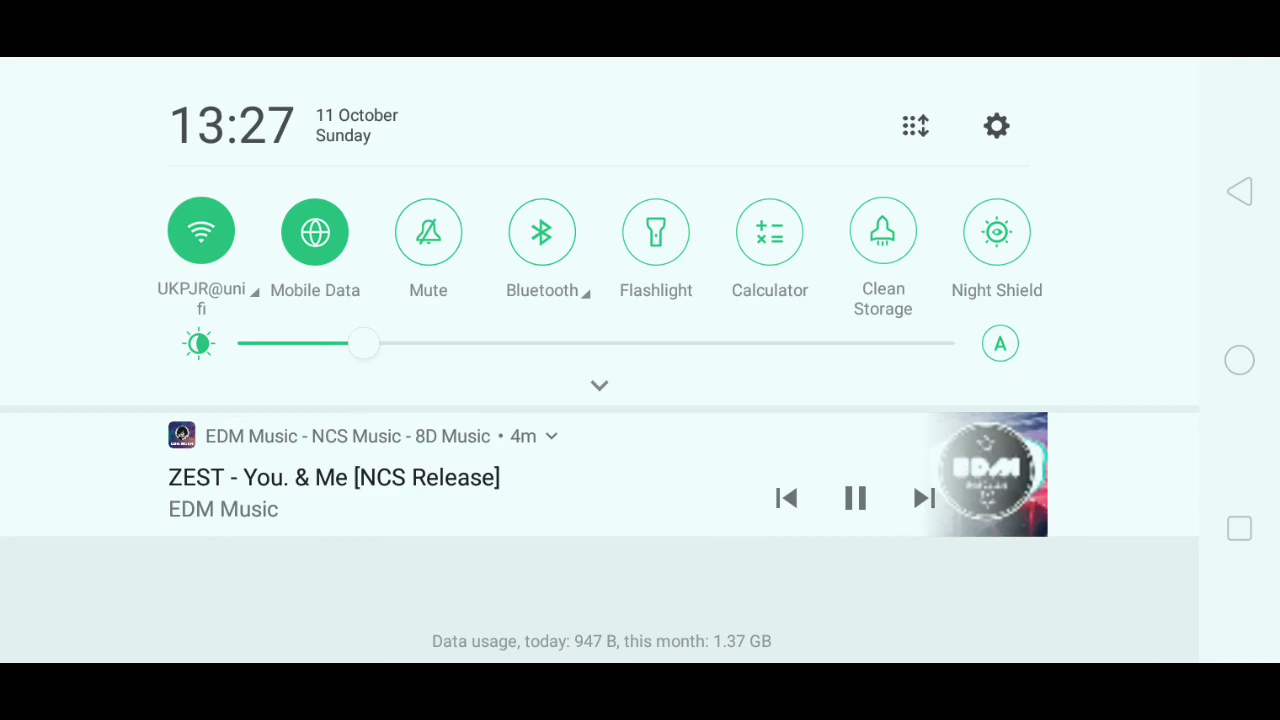 13:27
11 October
Sunday
UKPJR@uni
fi
Mobile Data
Mute
Bluetooth
Flashlight
Calculator
Clean
Storage
Night Shield
A
EDM Music - NCS Music - 8D Music • 4m
ZEST - You. & Me [NCS Release]
EDM Music
EDM
Data usage, today: 947 B, this month: 1.37 GB